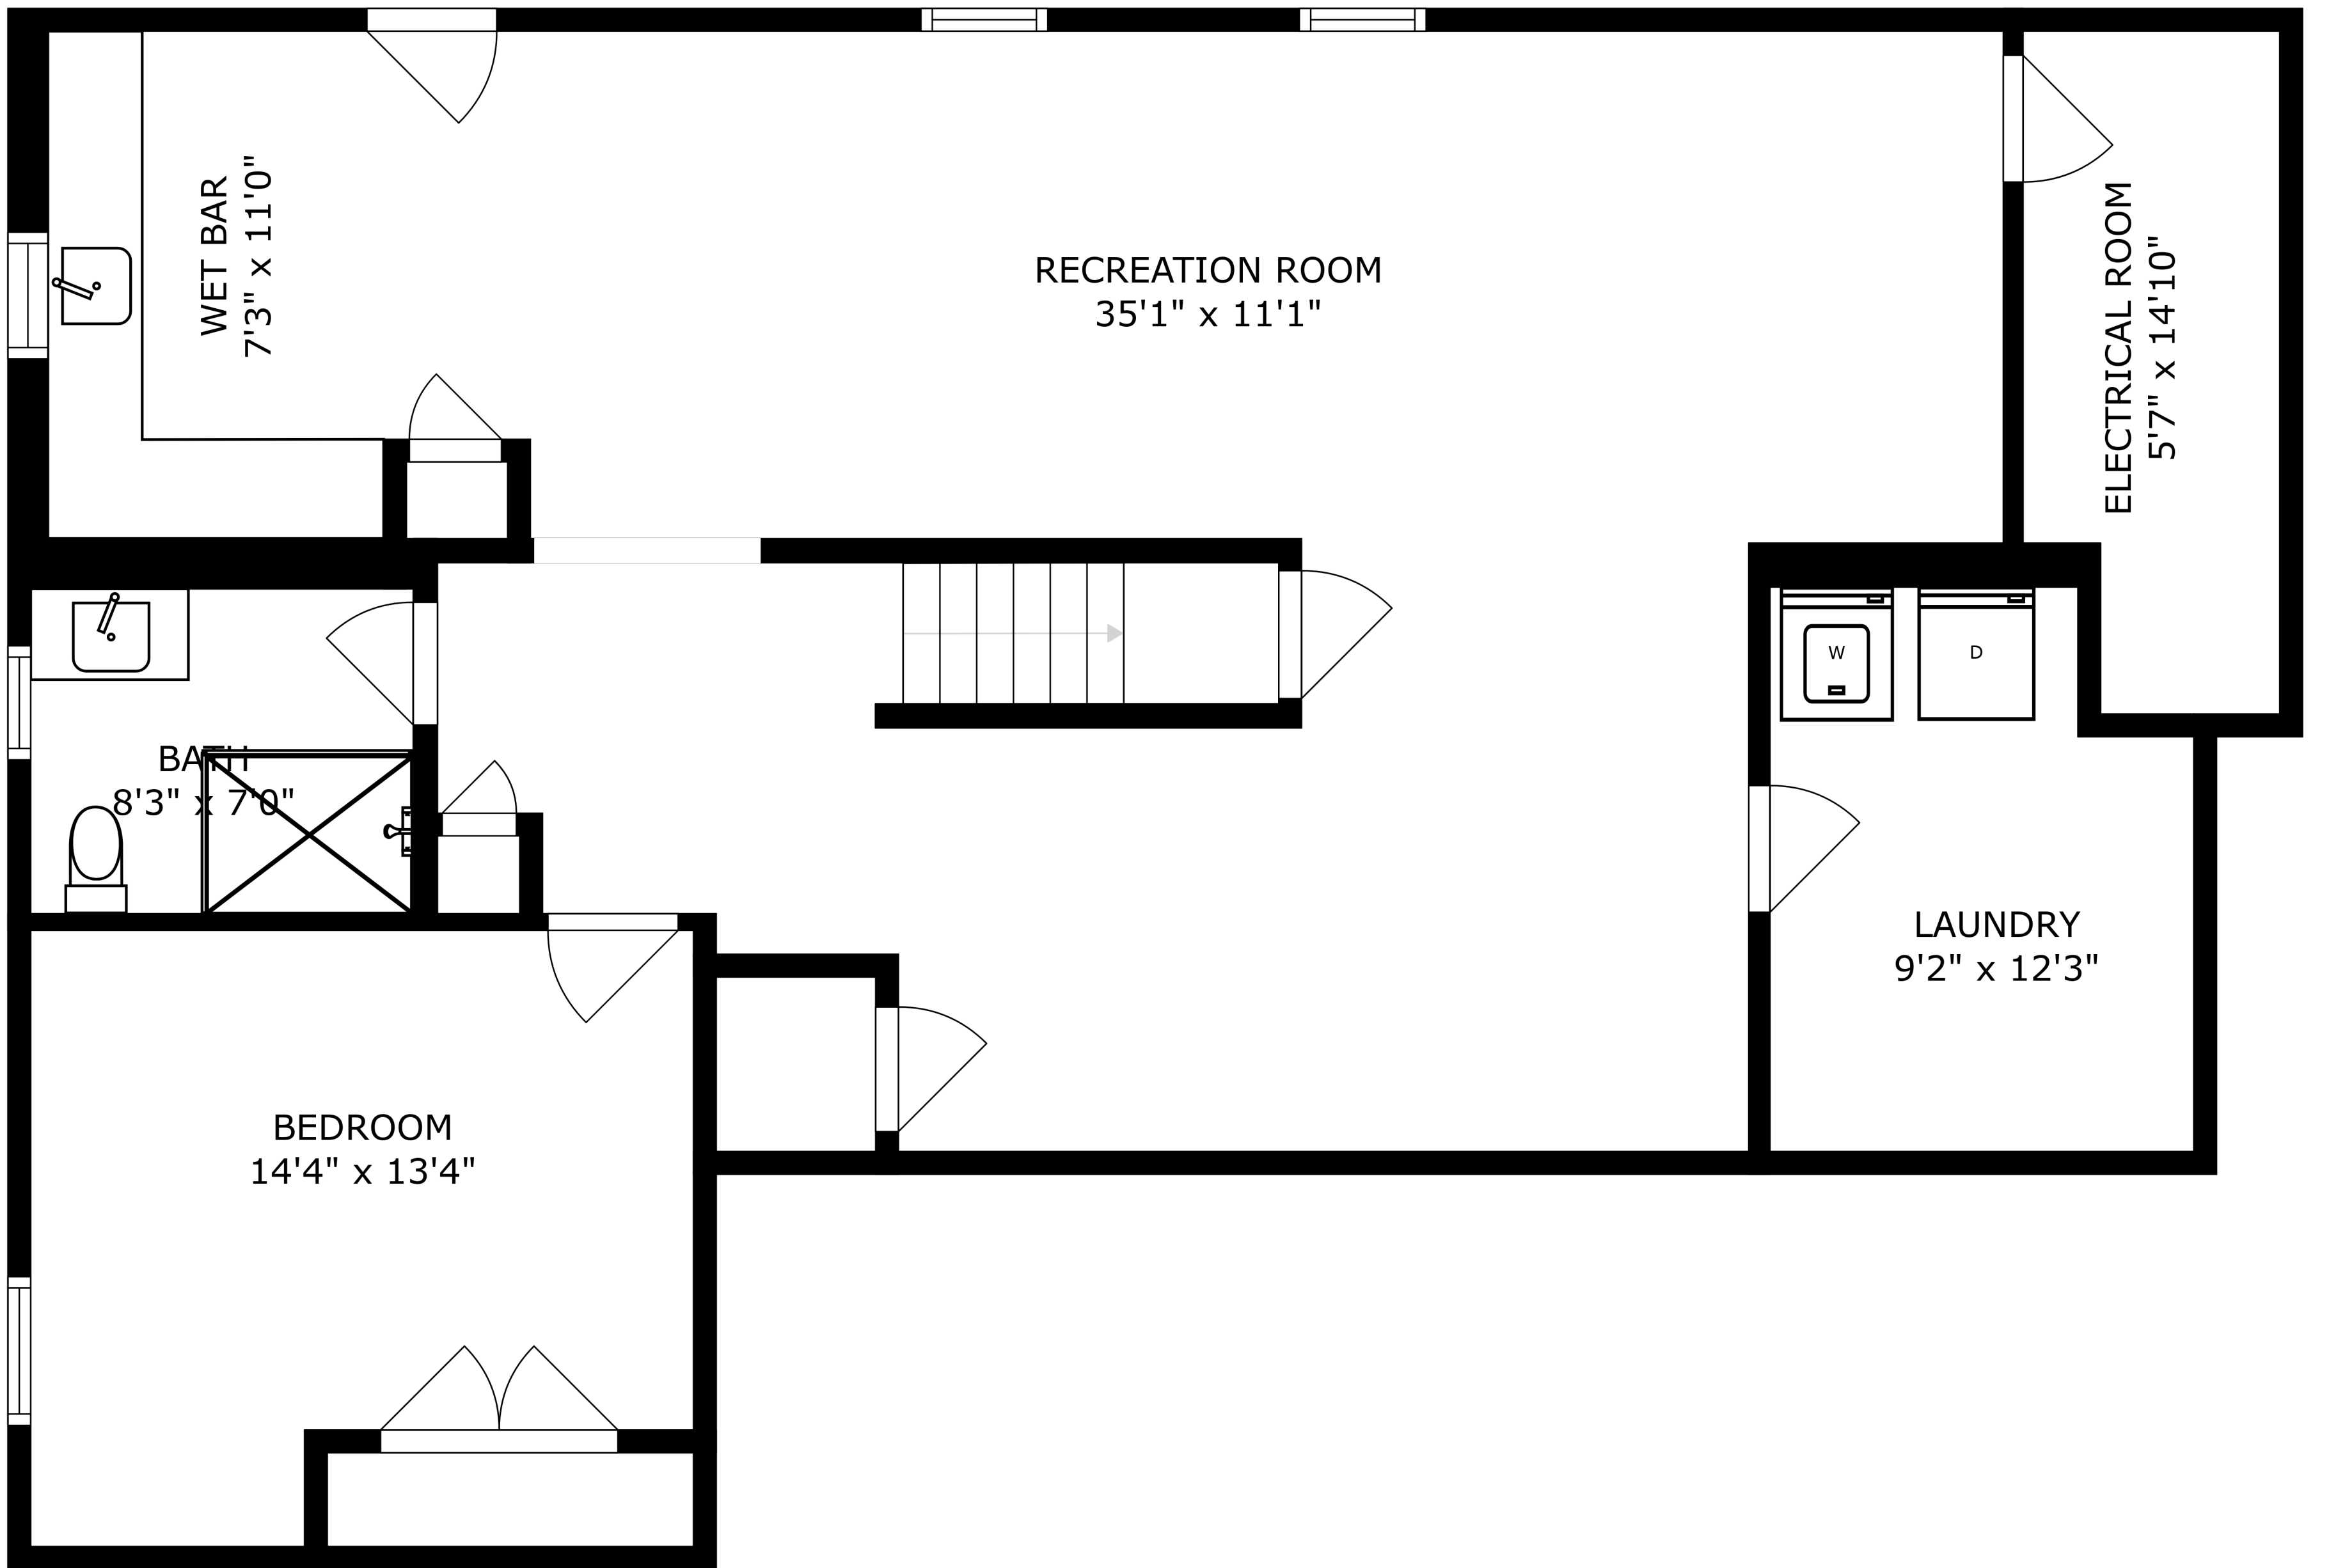 WET BAR
7'3" x 11'0"
RECREATION ROOM
35'1" x 11'1"
ELECTRICAL ROOM
5'7" x 14'10"
W
D
BATH
8'3" x 7'0"
LAUNDRY
9'2" x 12'3"
BEDROOM
14'4" x 13'4"